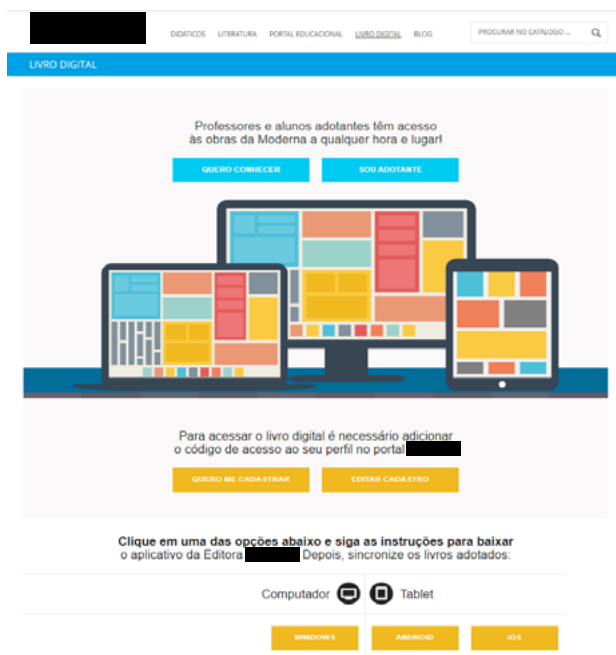 DIDÁTICOS LITERATURA PORTAL EDUCACIONAL LIVRO DIGITAL BLOG PROCURAR NO CATÁLOGO ...
LIVRO DIGITAL
Professores e alunos adotantes têm acesso
às obras da Moderna a qualquer hora e lugar!
QUERO CONHECER SOU ADOTANTE
Para acessar o livro digital é necessário adicionar
o código de acesso ao seu perfil no portal
QUERO ME CADASTRAR EDITAR CADASTRO
Clique em uma das opções abaixo e siga as instruções para baixar
o aplicativo da Editora Depois, sincronize os livros adotados:
Computador Tablet
WINDOWS ANDROID iOS